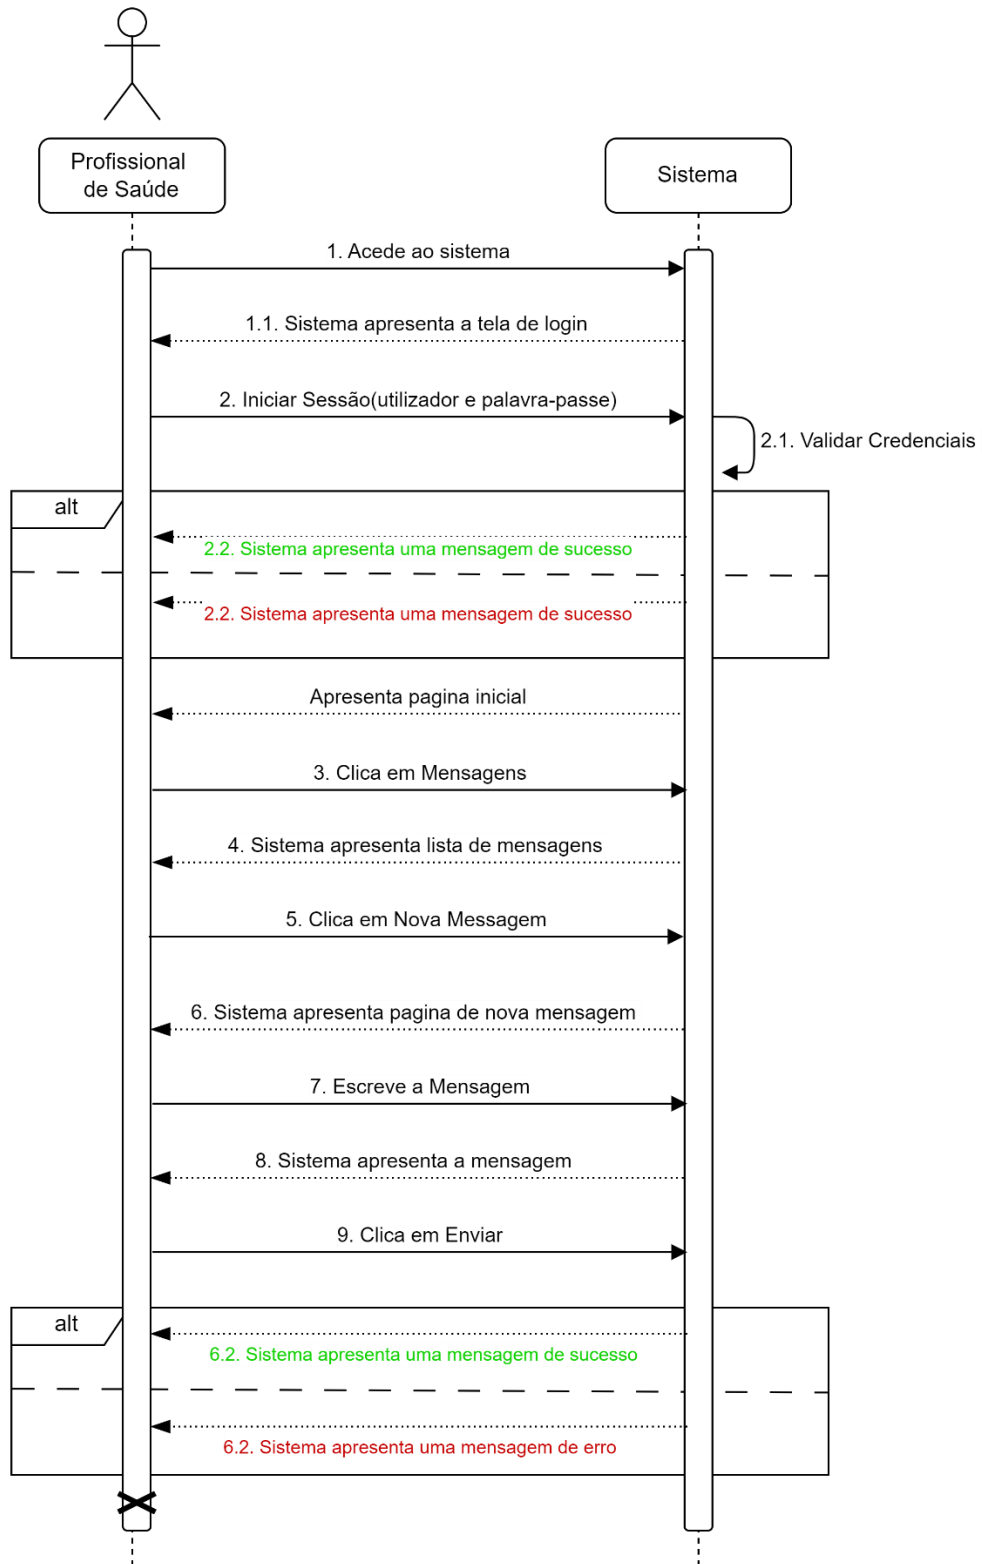 Profissional
de Saúde
Sistema
1. Acede ao sistema
1.1. Sistema apresenta a tela de login
2. Iniciar Sessão(utilizador e palavra-passe)
2.1. Validar Credenciais
alt
2.2. Sistema apresenta uma mensagem de sucesso
2.2. Sistema apresenta uma mensagem de sucesso
Apresenta pagina inicial
3. Clica em Mensagens
4. Sistema apresenta lista de mensagens
5. Clica em Nova Messagem
6. Sistema apresenta pagina de nova mensagem
7. Escreve a Mensagem
8. Sistema apresenta a mensagem
9. Clica em Enviar
alt
6.2. Sistema apresenta uma mensagem de sucesso
6.2. Sistema apresenta uma mensagem de erro